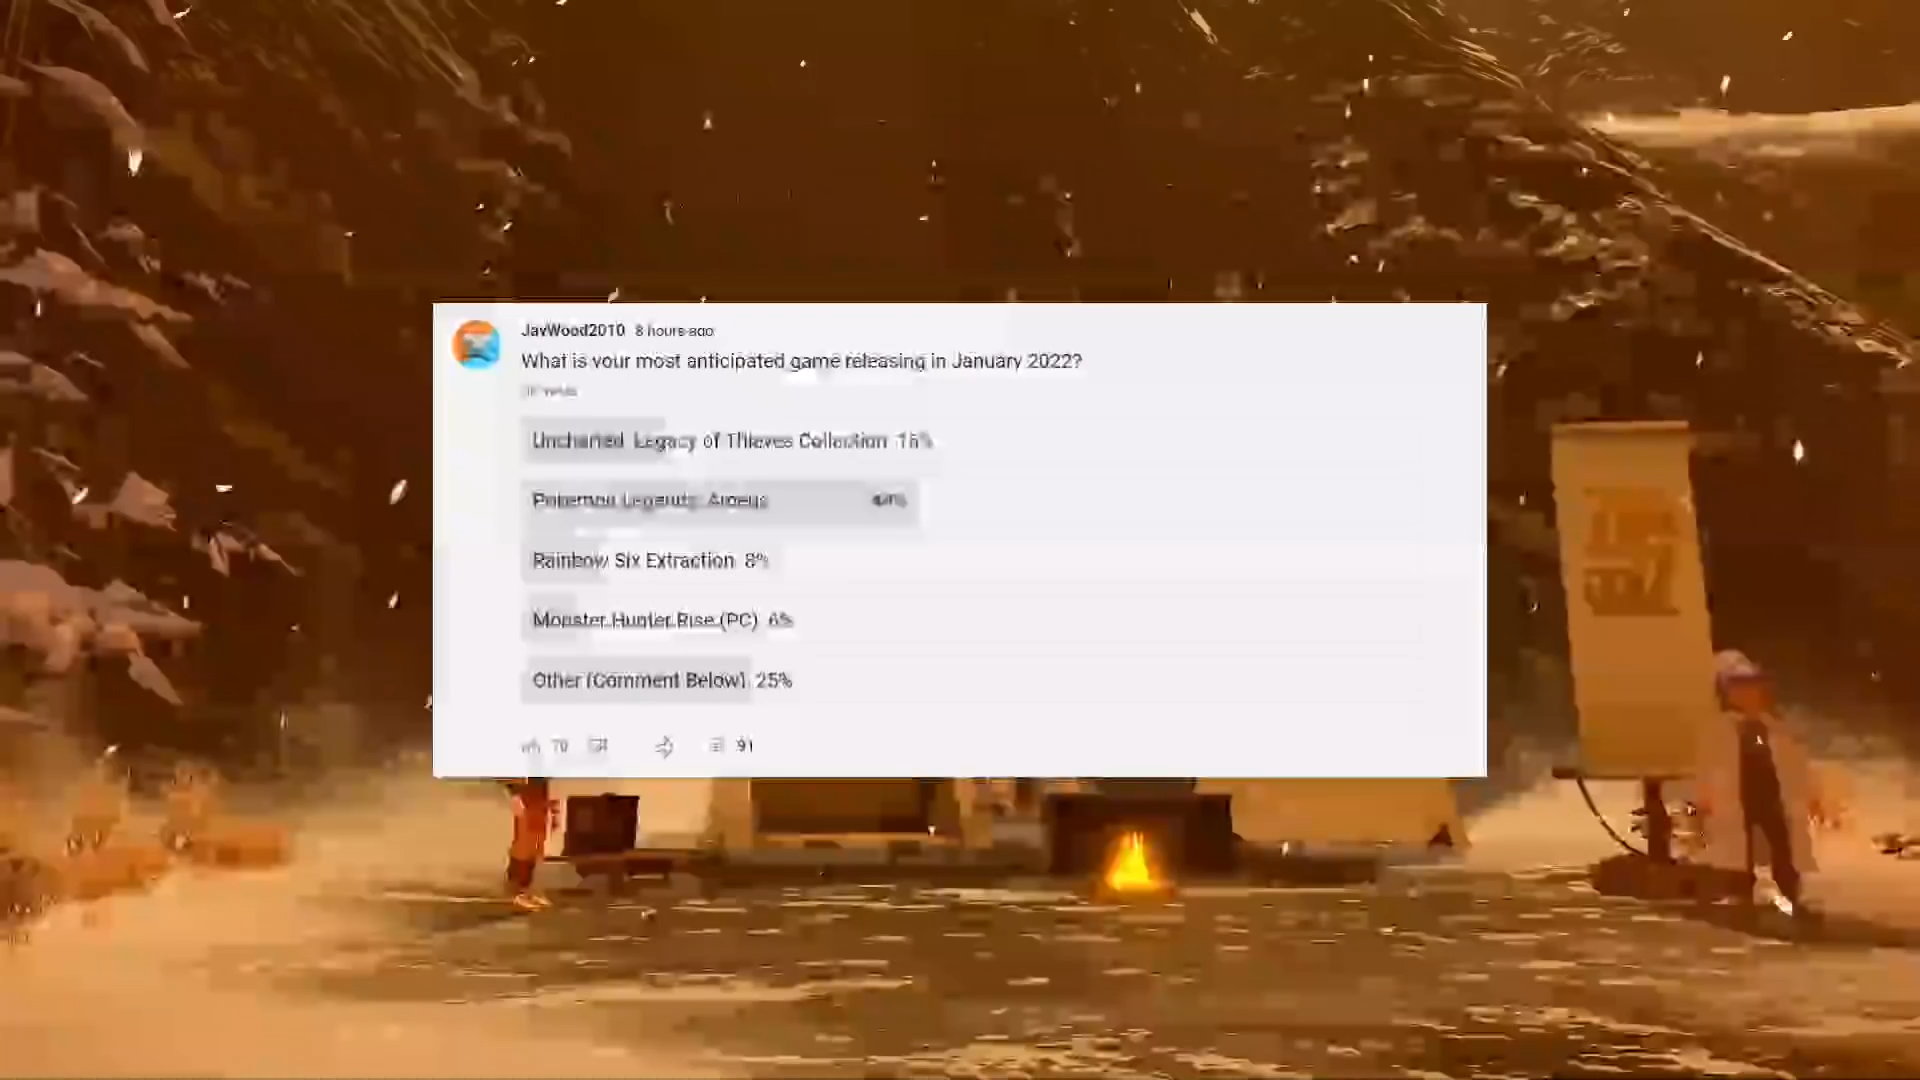 JayWood2010 8 hours ago
What is your most anticipated game releasing in January 2022?
Uncharted: Legacy of Thieves Collection
Pokemon Legends: Arceus 44%
Rainbow Six Extraction 8%
Monster Hunter Rise (PC) 6%
Other (Comment Below) 25%
70 91